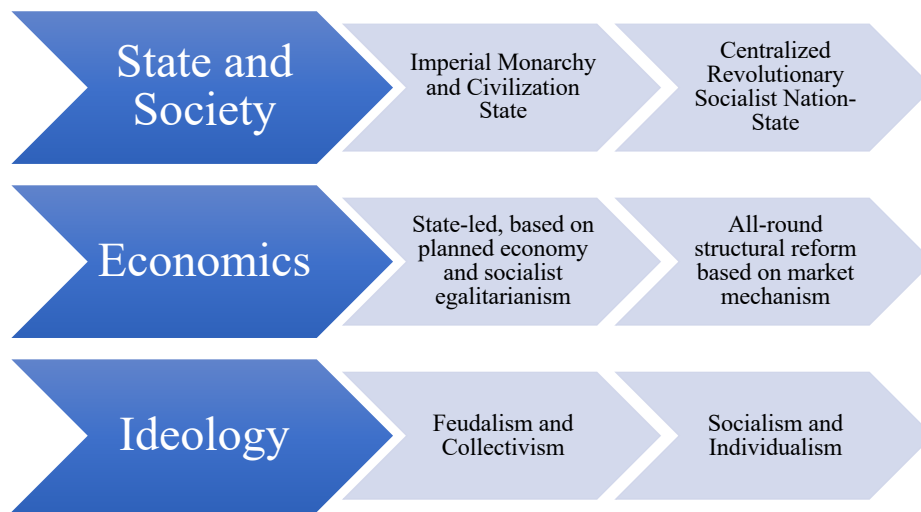 State and
Society
Imperial Monarchy
and Civilization
State
Centralized
Revolutionary
Socialist Nation-
State
Economics
State-led, based on
planned economy
and socialist
egalitarianism
All-round
structural reform
based on market
mechanism
Ideology
Feudalism and
Collectivism
Socialism and
Individualism